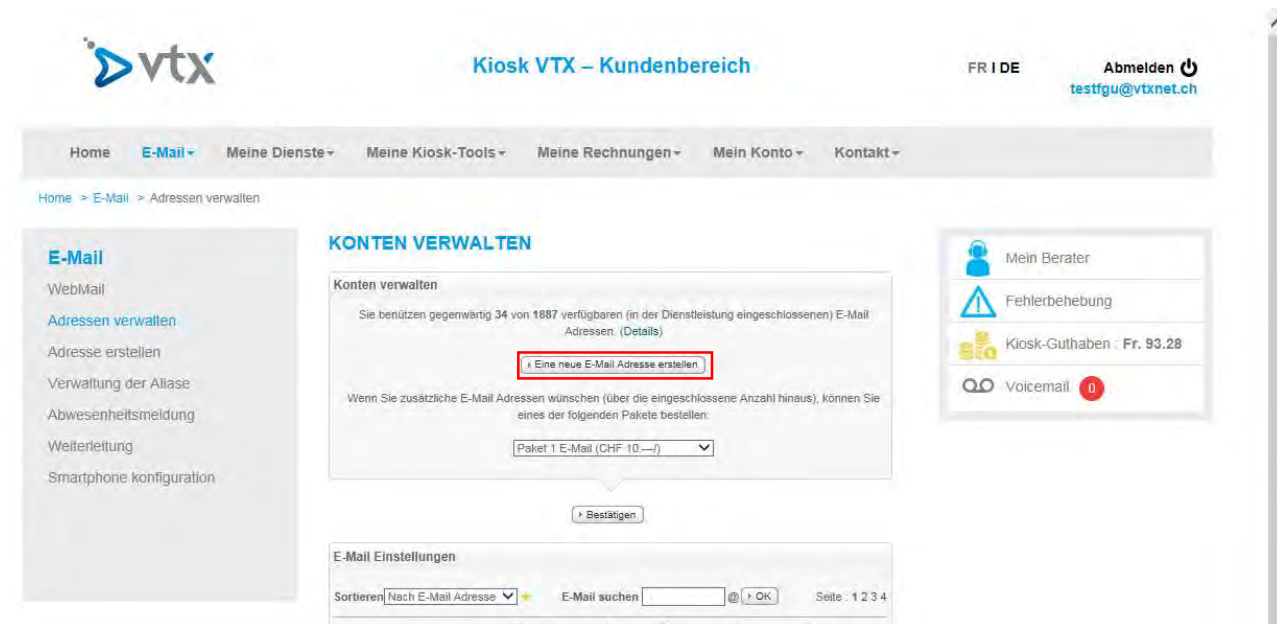 vtx
Kiosk VTX – Kundenbereich
FR I DE
Abmelden
testfgu@vtxnet.ch
Home E-Mail Meine Dienste Meine Kiosk-Tools Meine Rechnungen Mein Konto Kontakt
Home > E-Mail > Adressen verwalten
E-Mail
WebMail
Adressen verwalten
Adresse erstellen
Verwaltung der Aliase
Abwesenheitsmeldung
Weiterleitung
Smartphone konfiguration
KONTEN VERWALTEN
Konten verwalten
Sie benützen gegenwärtig 34 von 1887 verfügbaren (in der Dienstleistung eingeschlossenen) E-Mail
Adressen. (Details)
Eine neue E-Mail Adresse erstellen
Wenn Sie zusätzliche E-Mail Adressen wünschen (über die eingeschlossene Anzahl hinaus), können Sie
eines der folgenden Pakete bestellen:
Paket 1 E-Mail (CHF 10.—/)
Bestätigen
E-Mail Einstellungen
Sortieren Nach E-Mail Adresse E-Mail suchen @ OK Seite : 1 2 3 4
Mein Berater
Fehlerbehebung
Kiosk-Guthaben : Fr. 93.28
Voicemail 0